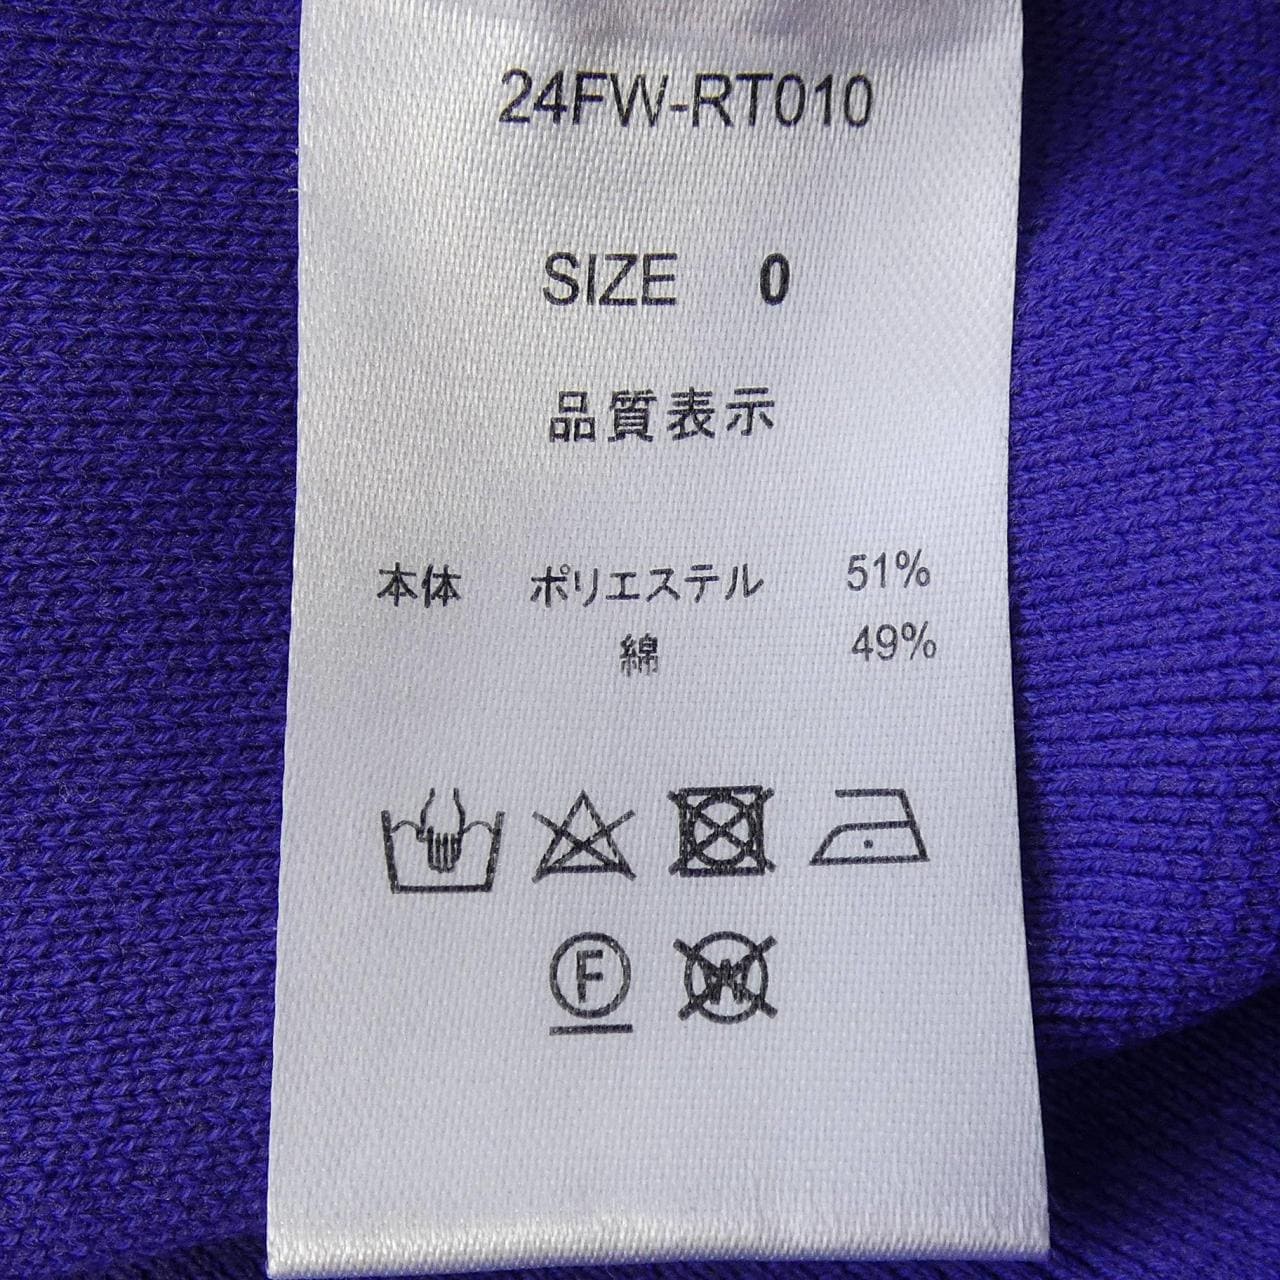 24FW-RT010
SIZE 0
品質表示
本体 ポリエステル 51%
綿 49%
F
W